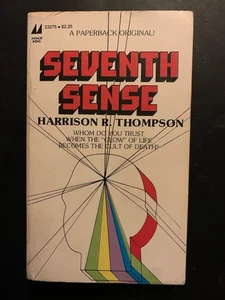 23275 • $2.25
A PAPERBACK ORIGINAL!
SEVENTH
SENSE
HARRISON R. THOMPSON
WHOM DO YOU TRUST
WHEN THE "GLOW" OF LIFE
BECOMES THE CULT OF DEATH?